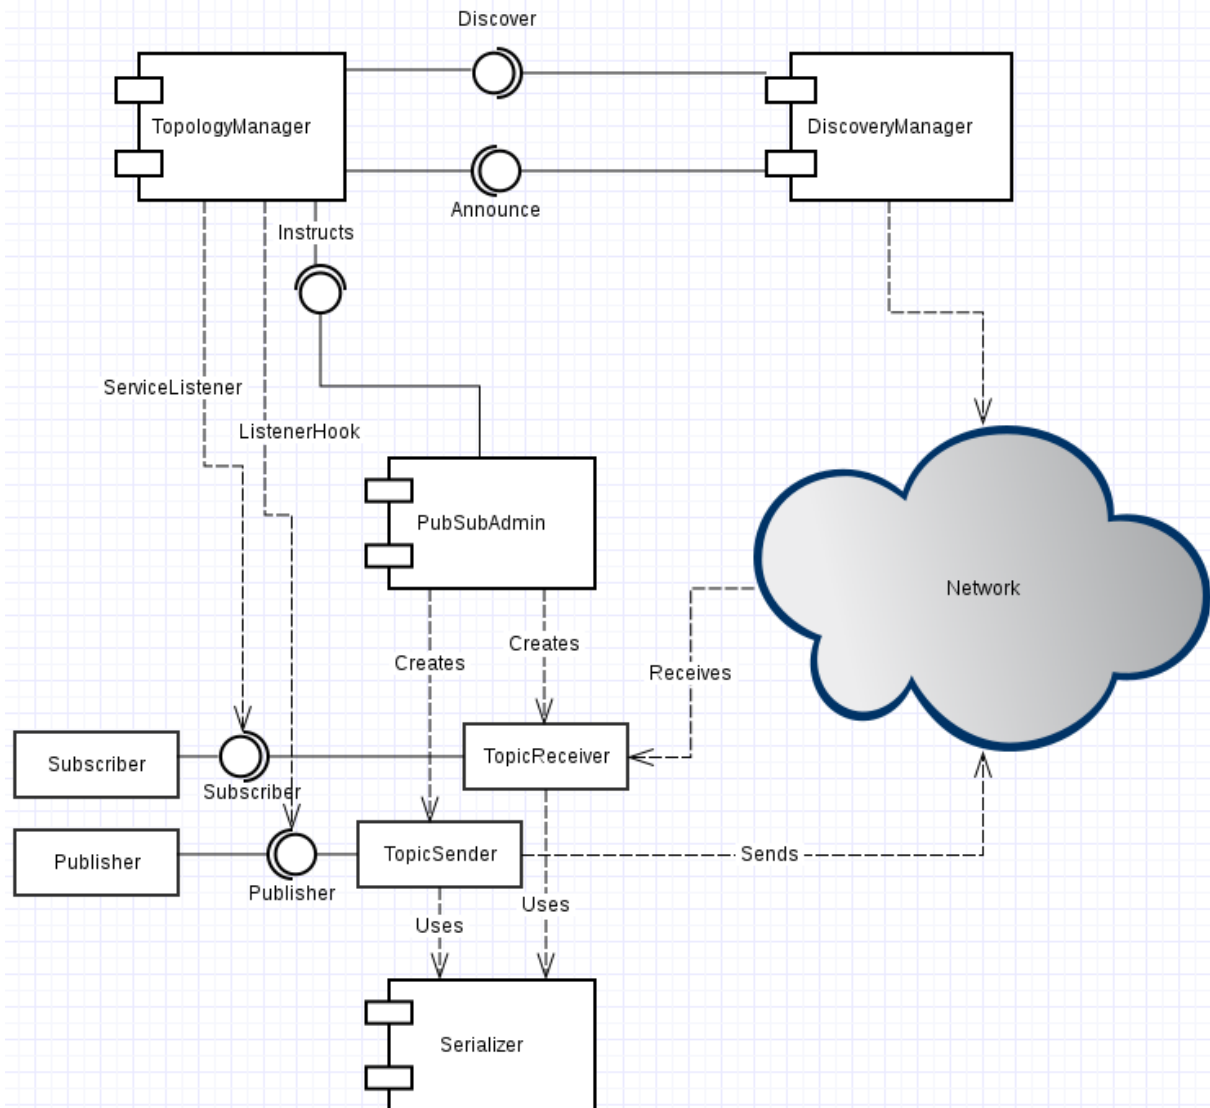 Discover
TopologyManager
DiscoveryManager
Announce
Instructs
ServiceListener
ListenerHook
PubSubAdmin
Network
Creates
Creates
Receives
TopicReceiver
Subscriber
Subscriber
TopicSender
Sends
Publisher
Publisher
Uses
Uses
Serializer